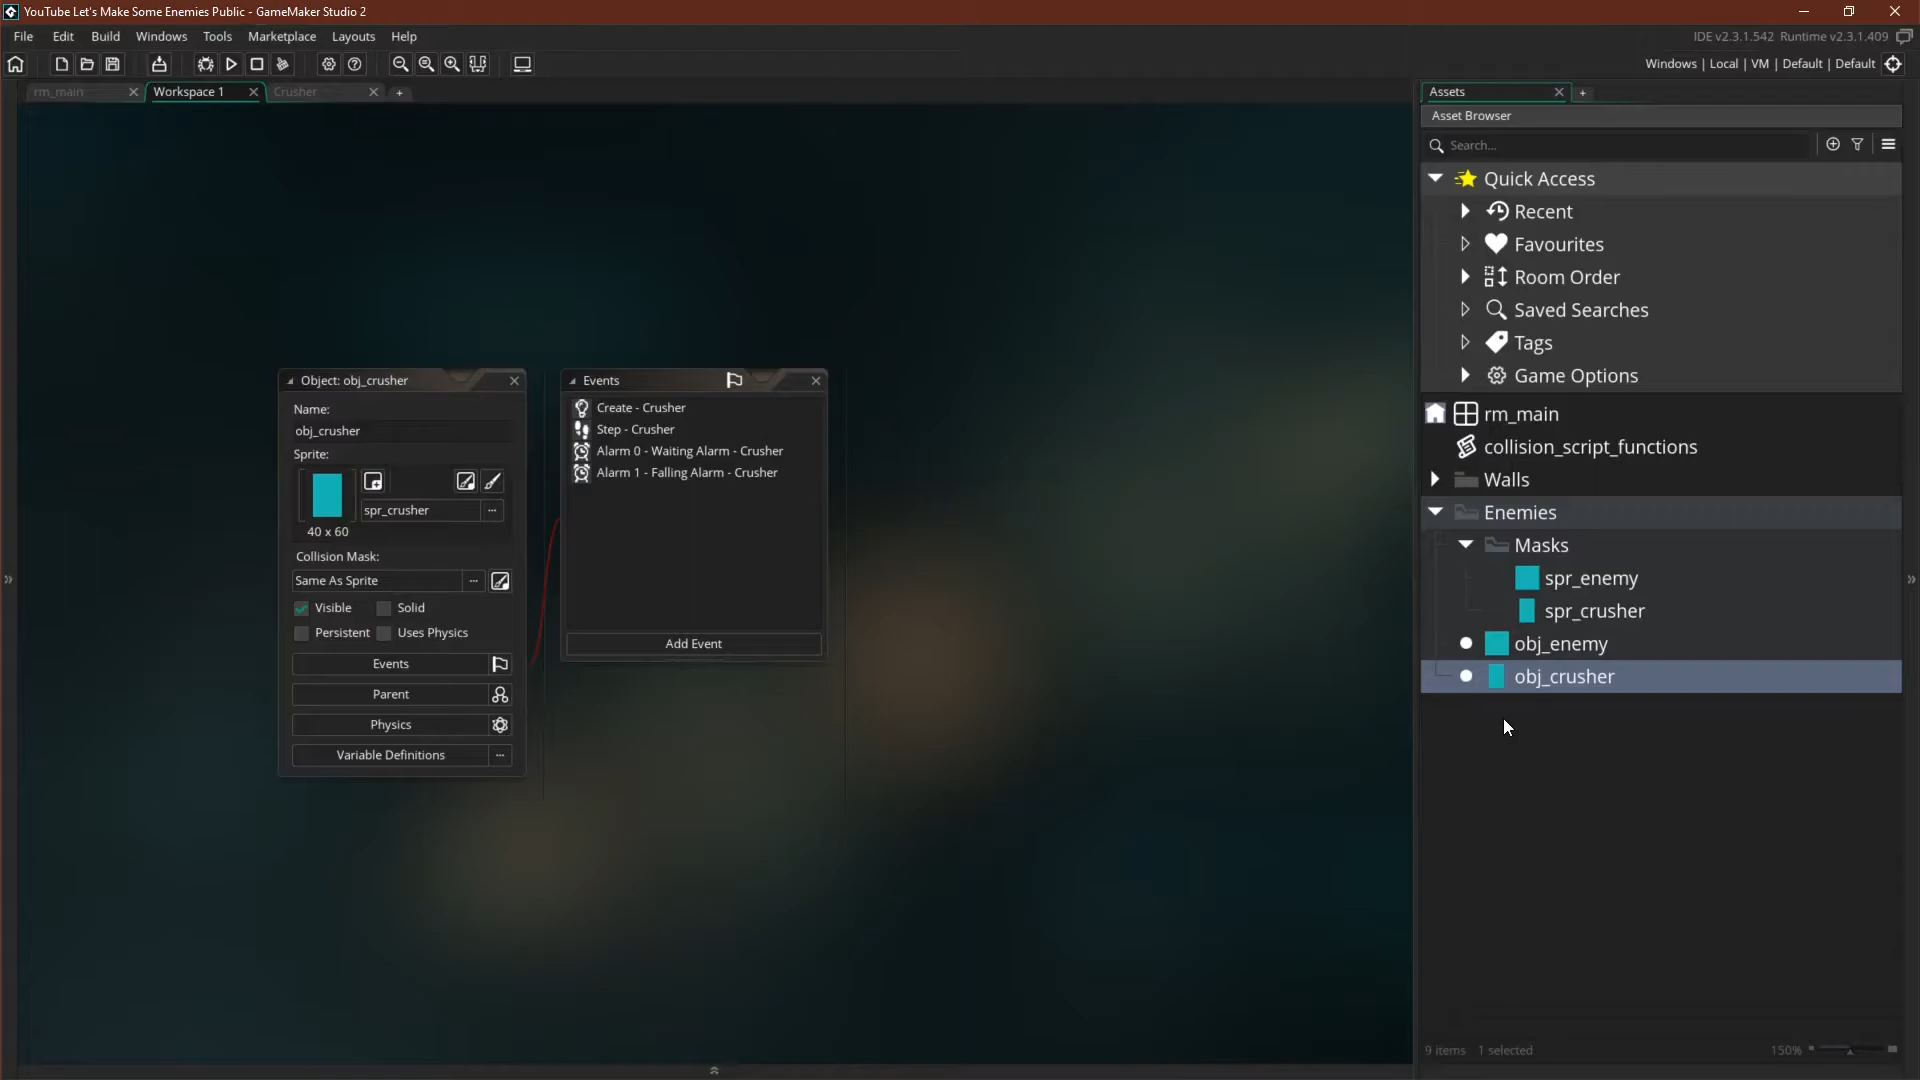 YouTube Let's Make Some Enemies Public - GameMaker Studio 2
File Edit Build Windows Tools Marketplace Layouts Help
IDE v2.3.1.542 Runtime v2.3.1.409
Windows | Local | VM | Default | Default
rm_main
Workspace 1
Crusher
Assets
Asset Browser
Search...
Quick Access
Recent
Favourites
Room Order
Saved Searches
Tags
Game Options
rm_main
collision_script_functions
Walls
Enemies
Masks
spr_enemy
spr_crusher
obj_enemy
obj_crusher
9 items 1 selected
150%
Object: obj_crusher
Name:
obj_crusher
Sprite:
spr_crusher
...
40 x 60
Collision Mask:
Same As Sprite
...
Visible
Solid
Persistent
Uses Physics
Events
Parent
Physics
Variable Definitions
...
Events
Create - Crusher
Step - Crusher
Alarm 0 - Waiting Alarm - Crusher
Alarm 1 - Falling Alarm - Crusher
Add Event